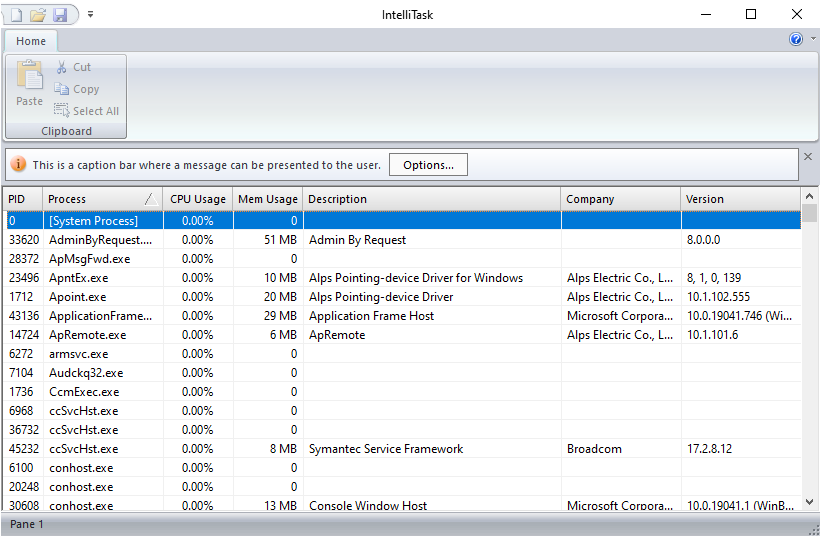 IntelliTask
Home
Paste
Cut
Copy
Select All
Clipboard
This is a caption bar where a message can be presented to the user. Options...
PID Process CPU Usage Mem Usage Description Company Version
0 [System Process] 0.00% 0
33620 AdminByRequest.... 0.00% 51 MB Admin By Request 8.0.0.0
28372 ApMsgFwd.exe 0.00% 0
23496 ApntEx.exe 0.00% 10 MB Alps Pointing-device Driver for Windows Alps Electric Co., L... 8, 1, 0, 139
1712 Apoint.exe 0.00% 20 MB Alps Pointing-device Driver Alps Electric Co., L... 10.1.102.555
43136 ApplicationFrame... 0.00% 29 MB Application Frame Host Microsoft Corpora... 10.0.19041.746 (Wi...
14724 ApRemote.exe 0.00% 6 MB ApRemote Alps Electric Co., L... 10.1.101.6
6272 armsvc.exe 0.00% 0
7104 Audckq32.exe 0.00% 0
1736 CcmExec.exe 0.00% 0
6968 ccSvcHst.exe 0.00% 0
36732 ccSvcHst.exe 0.00% 0
45232 ccSvcHst.exe 0.00% 8 MB Symantec Service Framework Broadcom 17.2.8.12
6100 conhost.exe 0.00% 0
20248 conhost.exe 0.00% 0
30608 conhost.exe 0.00% 13 MB Console Window Host Microsoft Corpora... 10.0.19041.1 (WinB...
Pane 1